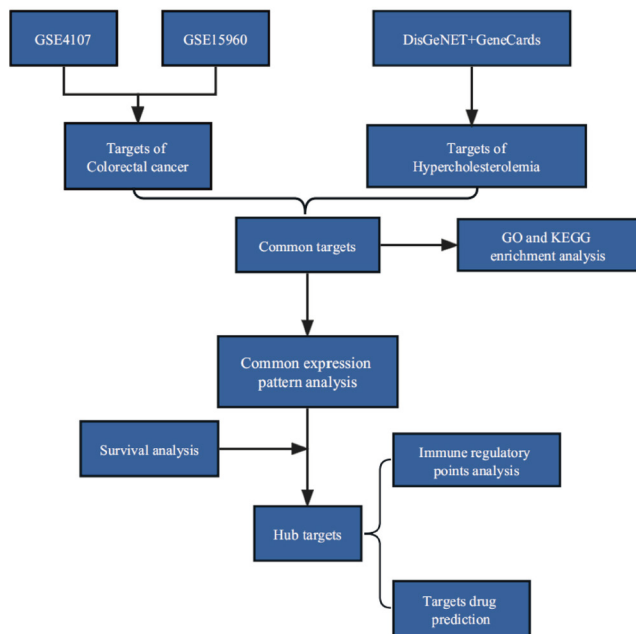 GSE4107
GSE15960
DisGeNET+GeneCards
Targets of
Colorectal cancer
Targets of
Hypercholesterolemia
Common targets
GO and KEGG
enrichment analysis
Common expression
pattern analysis
Survival analysis
Immune regulatory
points analysis
Hub targets
Targets drug
prediction